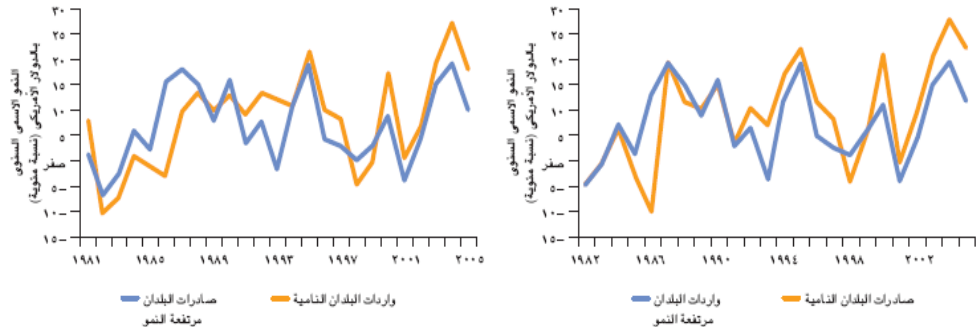 النمو الاسمي السنوي
بالدولار الأمريكي (نسبة مئوية)
٣٠
٢٥
٢٠
١٥
١٠
٥
صفر
٥–
١٠–
١٥–
١٩٨١ ١٩٨٥ ١٩٨٩ ١٩٩٣ ١٩٩٧ ٢٠٠١ ٢٠٠٥
صادرات البلدان
مرتفعة النمو
واردات البلدان النامية
النمو الاسمي السنوي
بالدولار الأمريكي (نسبة مئوية)
٣٠
٢٥
٢٠
١٥
١٠
٥
صفر
٥–
١٠–
١٥–
١٩٨٢ ١٩٨٦ ١٩٩٠ ١٩٩٤ ١٩٩٨ ٢٠٠٢
واردات البلدان
مرتفعة النمو
صادرات البلدان النامية